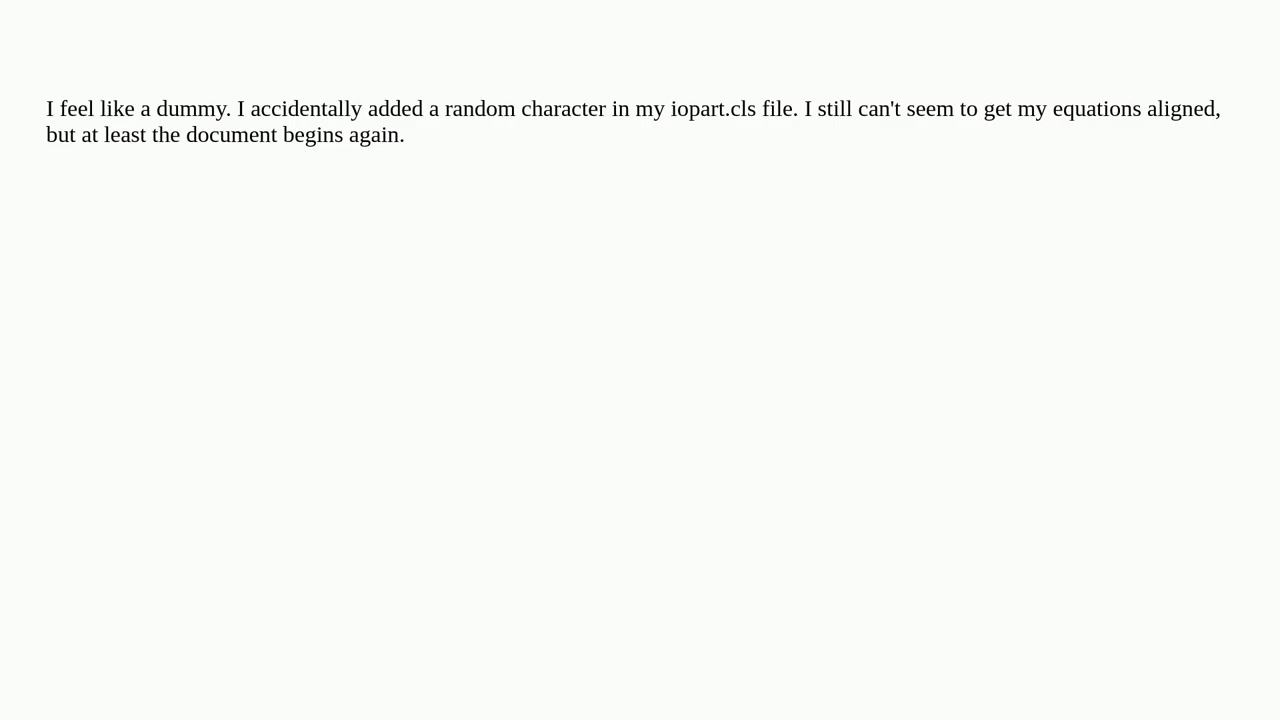 I feel like a dummy. I accidentally added a random character in my iopart.cls file. I still can't seem to get my equations aligned,
but at least the document begins again.